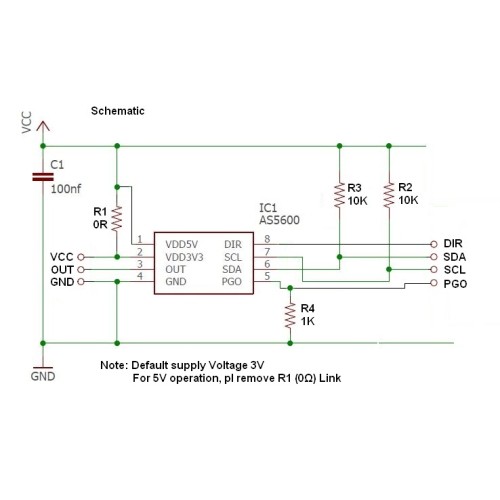 Schematic
VCC
C1
100nf
R1
0R
IC1
AS5600
R3
10K
R2
10K
1
VDD5V
DIR
8
2
VDD3V3
SCL
7
3
OUT
SDA
6
4
GND
PGO
5
VCC
OUT
GND
DIR
SDA
SCL
PGO
R4
1K
GND
Note: Default supply Voltage 3V
For 5V operation, pl remove R1 (0Ω) Link